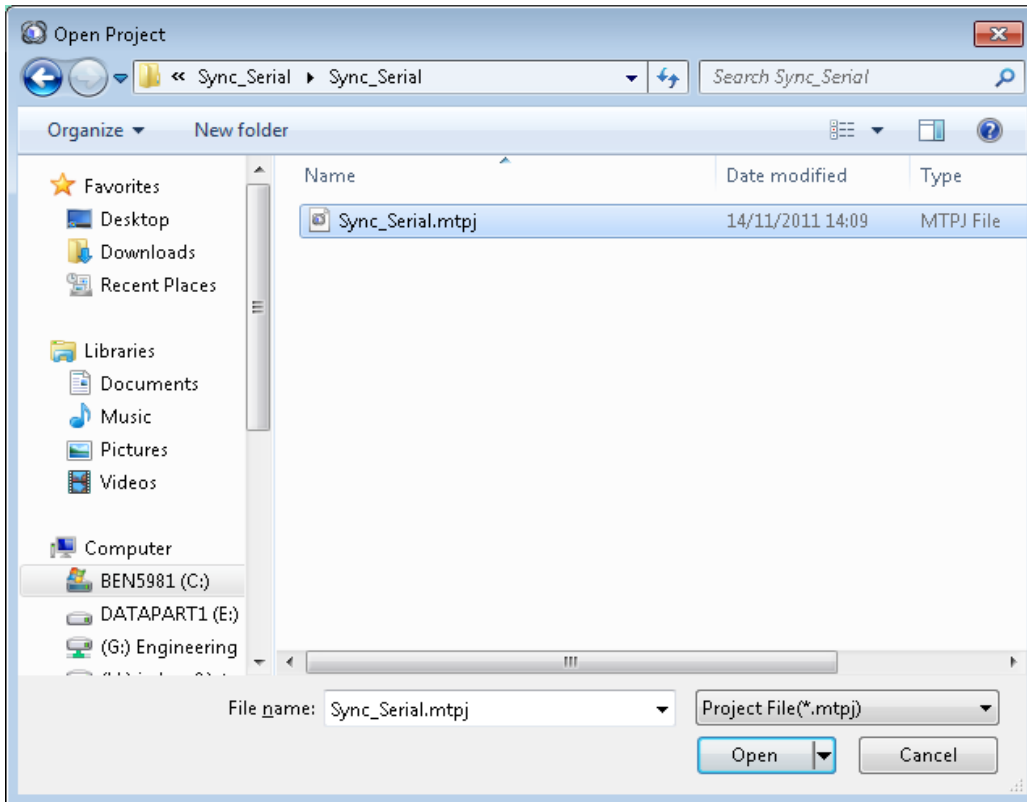 Open Project
« Sync_Serial ▸ Sync_Serial
Search Sync_Serial
Organize
New folder
Name
Date modified
Type
Sync_Serial.mtpj
14/11/2011 14:09
MTPJ File
Favorites
Desktop
Downloads
Recent Places
Libraries
Documents
Music
Pictures
Videos
Computer
BEN5981 (C:)
DATAPART1 (E:)
(G:) Engineering
File name:
Sync_Serial.mtpj
Project File(*.mtpj)
Open
Cancel